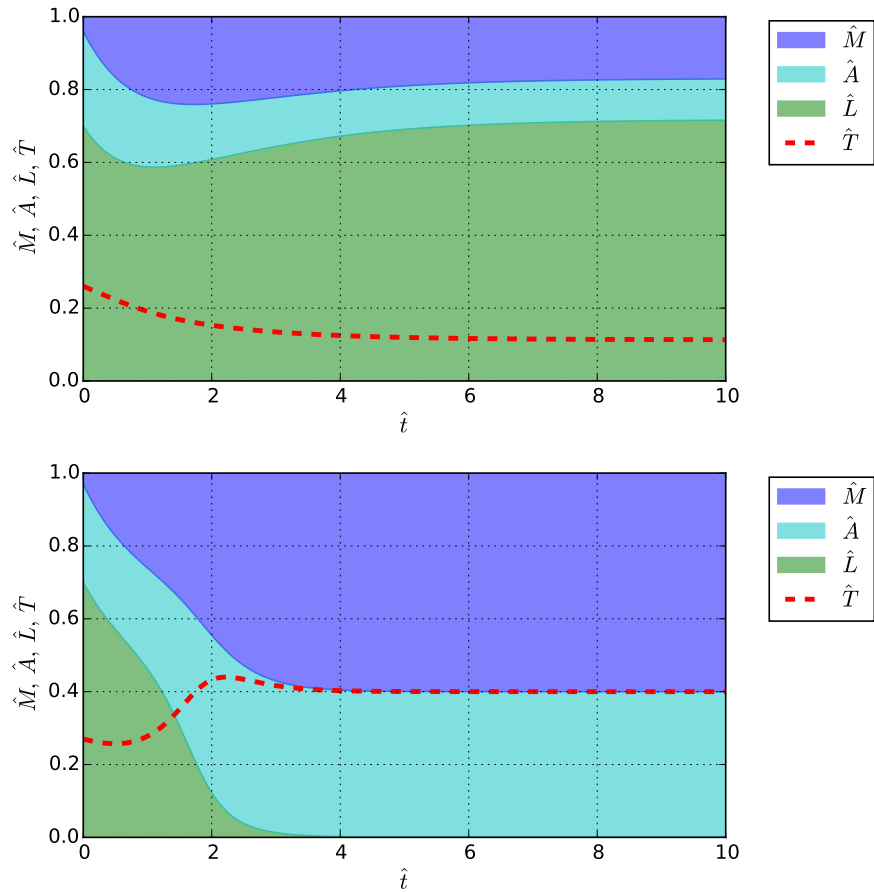 1.0
0.8
0.6
0.4
0.2
0.0
M̂, Â, L̂, T̂
0 2 4 6 8 10
t̂
M̂
Â
L̂
T̂
1.0
0.8
0.6
0.4
0.2
0.0
M̂, Â, L̂, T̂
0 2 4 6 8 10
t̂
M̂
Â
L̂
T̂